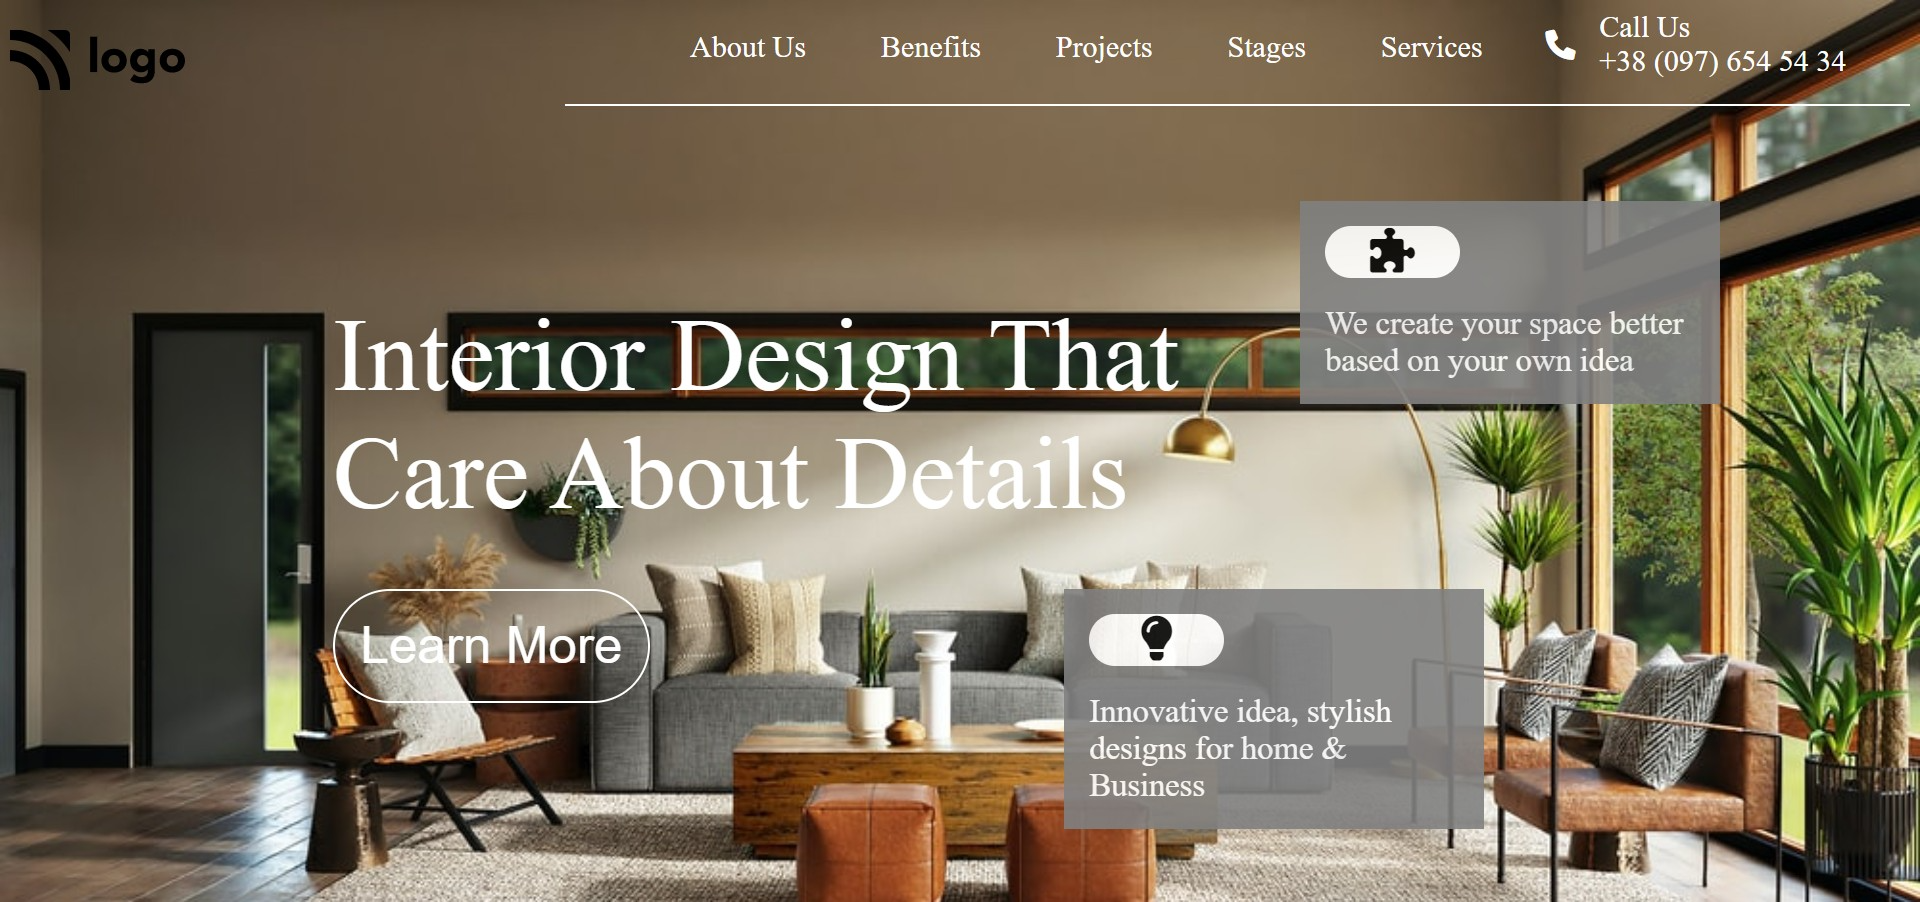 logo
About Us
Benefits
Projects
Stages
Services
Call Us
+38 (097) 654 54 34
Interior Design That
Care About Details
Learn More
We create your space better
based on your own idea
Innovative idea, stylish
designs for home &
Business